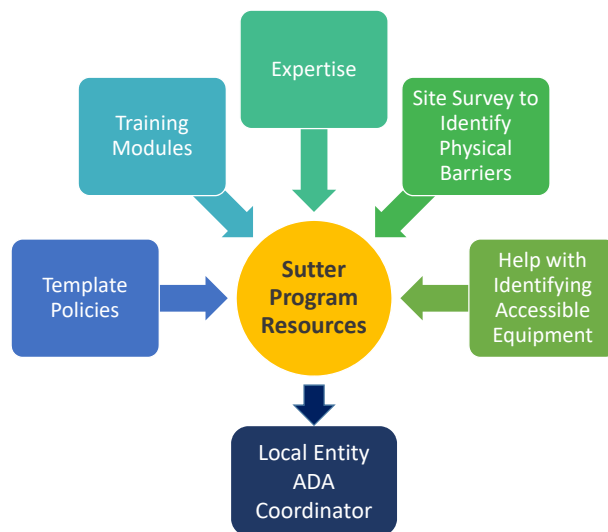 Expertise
Training
Modules
Site Survey to
Identify
Physical
Barriers
Template
Policies
Sutter
Program
Resources
Help with
Identifying
Accessible
Equipment
Local Entity
ADA
Coordinator